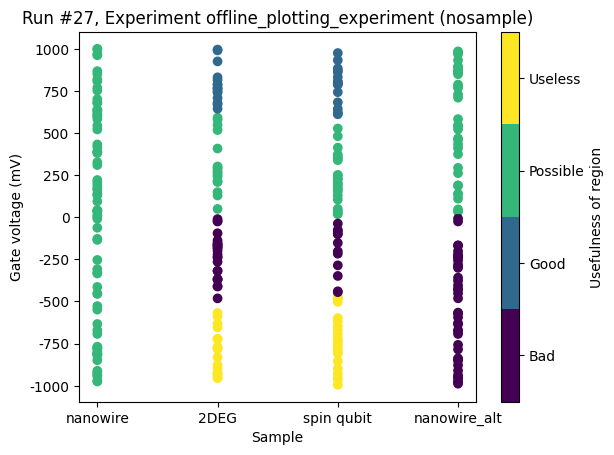 Run #27, Experiment offline_plotting_experiment (nosample)
1000
750
500
250
0
-250
-500
-750
-1000
Gate voltage (mV)
nanowire
2DEG
spin qubit
nanowire_alt
Sample
Useless
Possible
Good
Bad
Usefulness of region